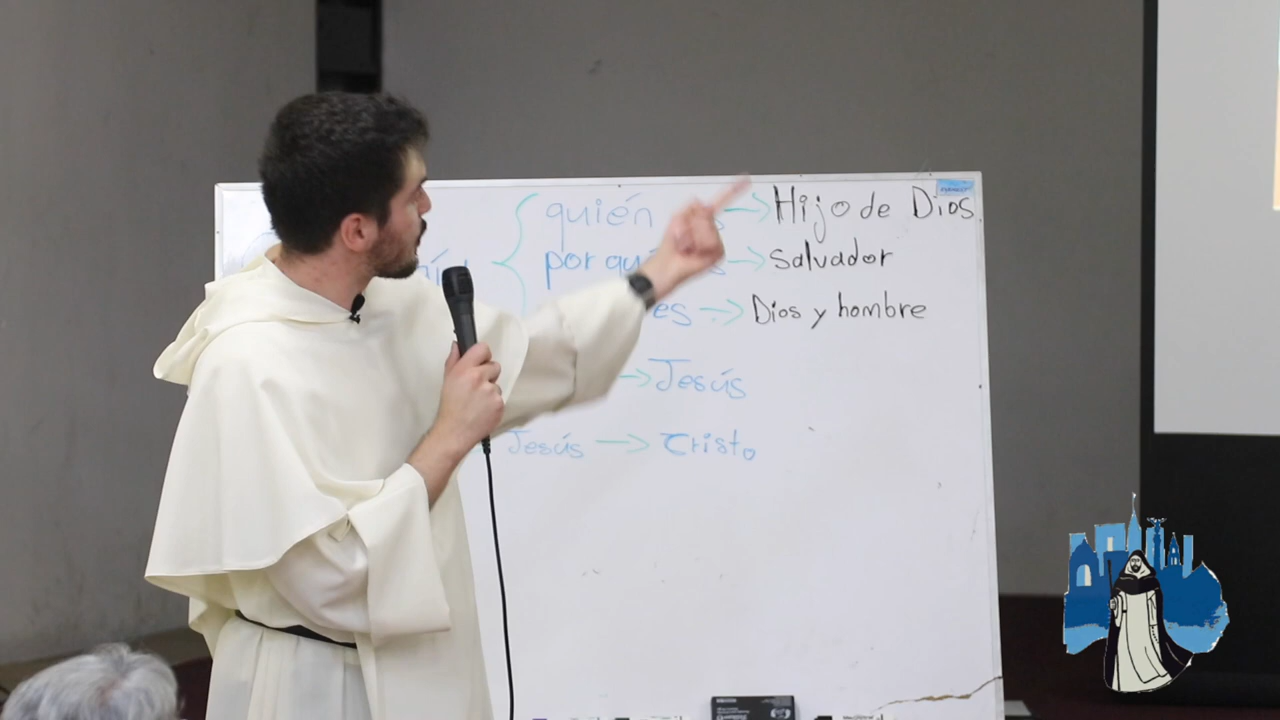 quién → Hijo de Dios
por qu → Salvador
es → Dios y hombre
→ Jesús
Jesús → Cristo